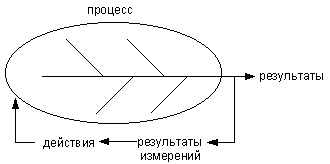 процесс
результаты
действия
результаты
измерений